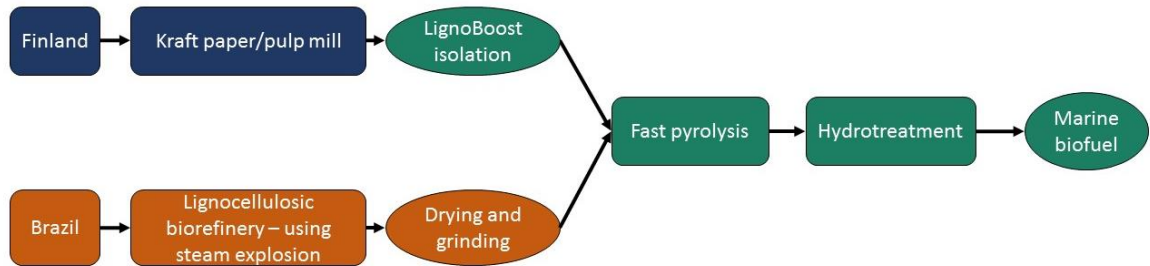 Finland
Kraft paper/pulp mill
LignoBoost
isolation
Fast pyrolysis
Hydrotreatment
Marine
biofuel
Brazil
Lignocellulosic
biorefinery – using
steam explosion
Drying and
grinding